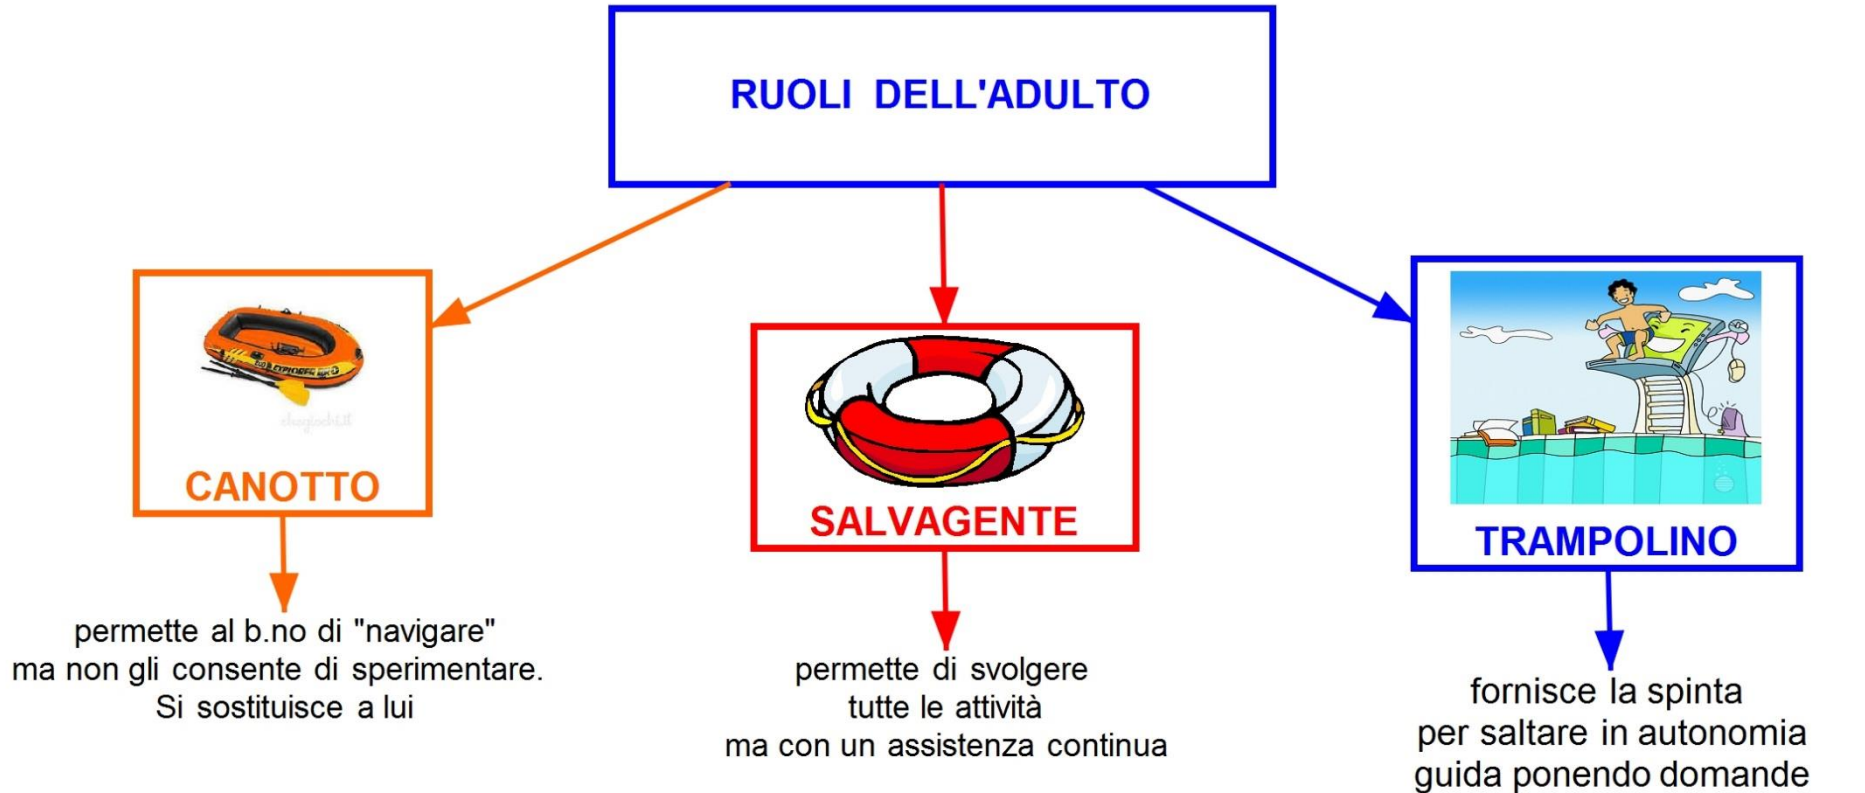 RUOLI DELL'ADULTO
EXPLORER
CANOTTO
SALVAGENTE
TRAMPOLINO
permette al b.no di "navigare"
ma non gli consente di sperimentare.
Si sostituisce a lui
permette di svolgere
tutte le attività
ma con un assistenza continua
fornisce la spinta
per saltare in autonomia
guida ponendo domande